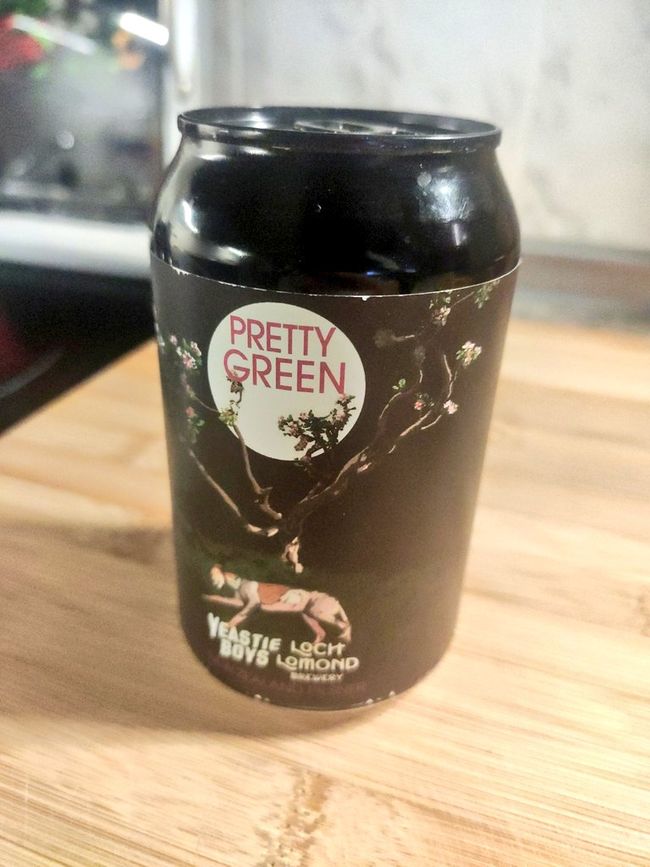 PRETTY
GREEN
YEASTIE
BOYS
LOCH
LOMOND
BREWERY